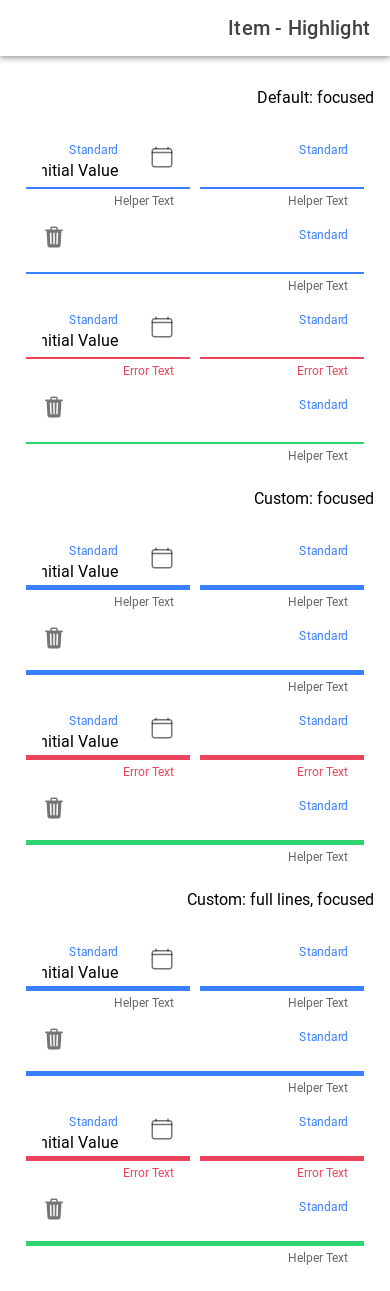 Item - Highlight
Default: focused
Standard
Standard
nitial Value
Helper Text
Helper Text
Standard
Helper Text
Standard
Standard
nitial Value
Error Text
Error Text
Standard
Helper Text
Custom: focused
Standard
Standard
nitial Value
Helper Text
Helper Text
Standard
Helper Text
Standard
Standard
nitial Value
Error Text
Error Text
Standard
Helper Text
Custom: full lines, focused
Standard
Standard
nitial Value
Helper Text
Helper Text
Standard
Helper Text
Standard
Standard
nitial Value
Error Text
Error Text
Standard
Helper Text